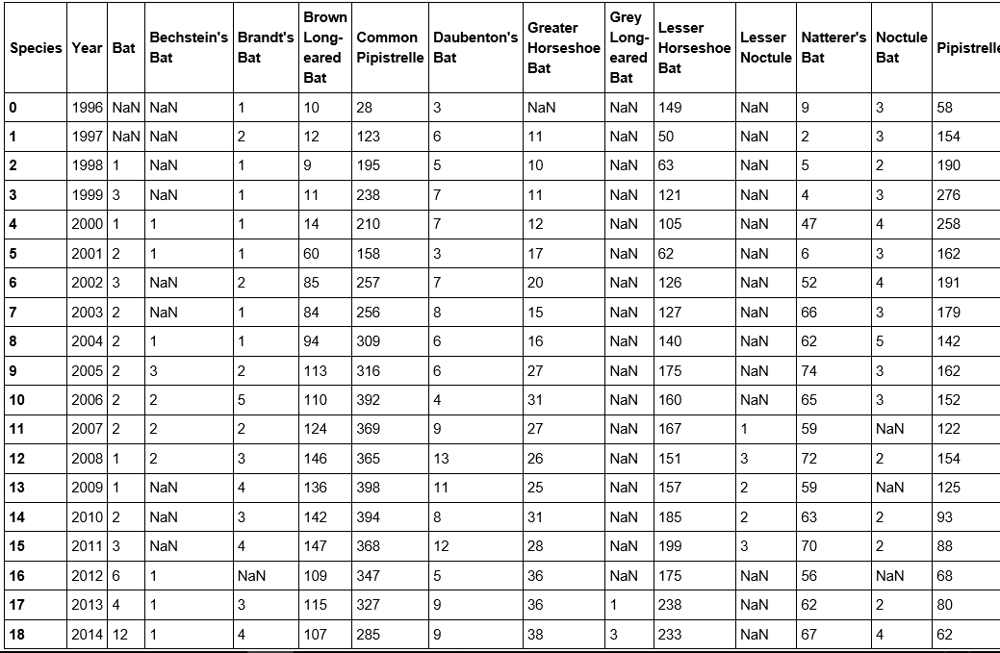 Species Year Bat Bechstein's Bat Brandt's Bat Brown Long-eared Bat Common Pipistrelle Daubenton's Bat Greater Horseshoe Bat Grey Long-eared Bat Lesser Horseshoe Bat Lesser Noctule Natterer's Bat Noctule Bat Pipistrelle
0 1996 NaN NaN 1 10 28 3 NaN NaN 149 NaN 9 3 58
1 1997 NaN NaN 2 12 123 6 11 NaN 50 NaN 2 3 154
2 1998 1 NaN 1 9 195 5 10 NaN 63 NaN 5 2 190
3 1999 3 NaN 1 11 238 7 11 NaN 121 NaN 4 3 276
4 2000 1 1 1 14 210 7 12 NaN 105 NaN 47 4 258
5 2001 2 1 1 60 158 3 17 NaN 62 NaN 6 3 162
6 2002 3 NaN 2 85 257 7 20 NaN 126 NaN 52 4 191
7 2003 2 NaN 1 84 256 8 15 NaN 127 NaN 66 3 179
8 2004 2 1 1 94 309 6 16 NaN 140 NaN 62 5 142
9 2005 2 3 2 113 316 6 27 NaN 175 NaN 74 3 162
10 2006 2 2 5 110 392 4 31 NaN 160 NaN 65 3 152
11 2007 2 2 2 124 369 9 27 NaN 167 1 59 NaN 122
12 2008 1 2 3 146 365 13 26 NaN 151 3 72 2 154
13 2009 1 NaN 4 136 398 11 25 NaN 157 2 59 NaN 125
14 2010 2 NaN 3 142 394 8 31 NaN 185 2 63 2 93
15 2011 3 NaN 4 147 368 12 28 NaN 199 3 70 2 88
16 2012 6 1 NaN 109 347 5 36 NaN 175 NaN 56 NaN 68
17 2013 4 1 3 115 327 9 36 1 238 NaN 62 2 80
18 2014 12 1 4 107 285 9 38 3 233 NaN 67 4 62